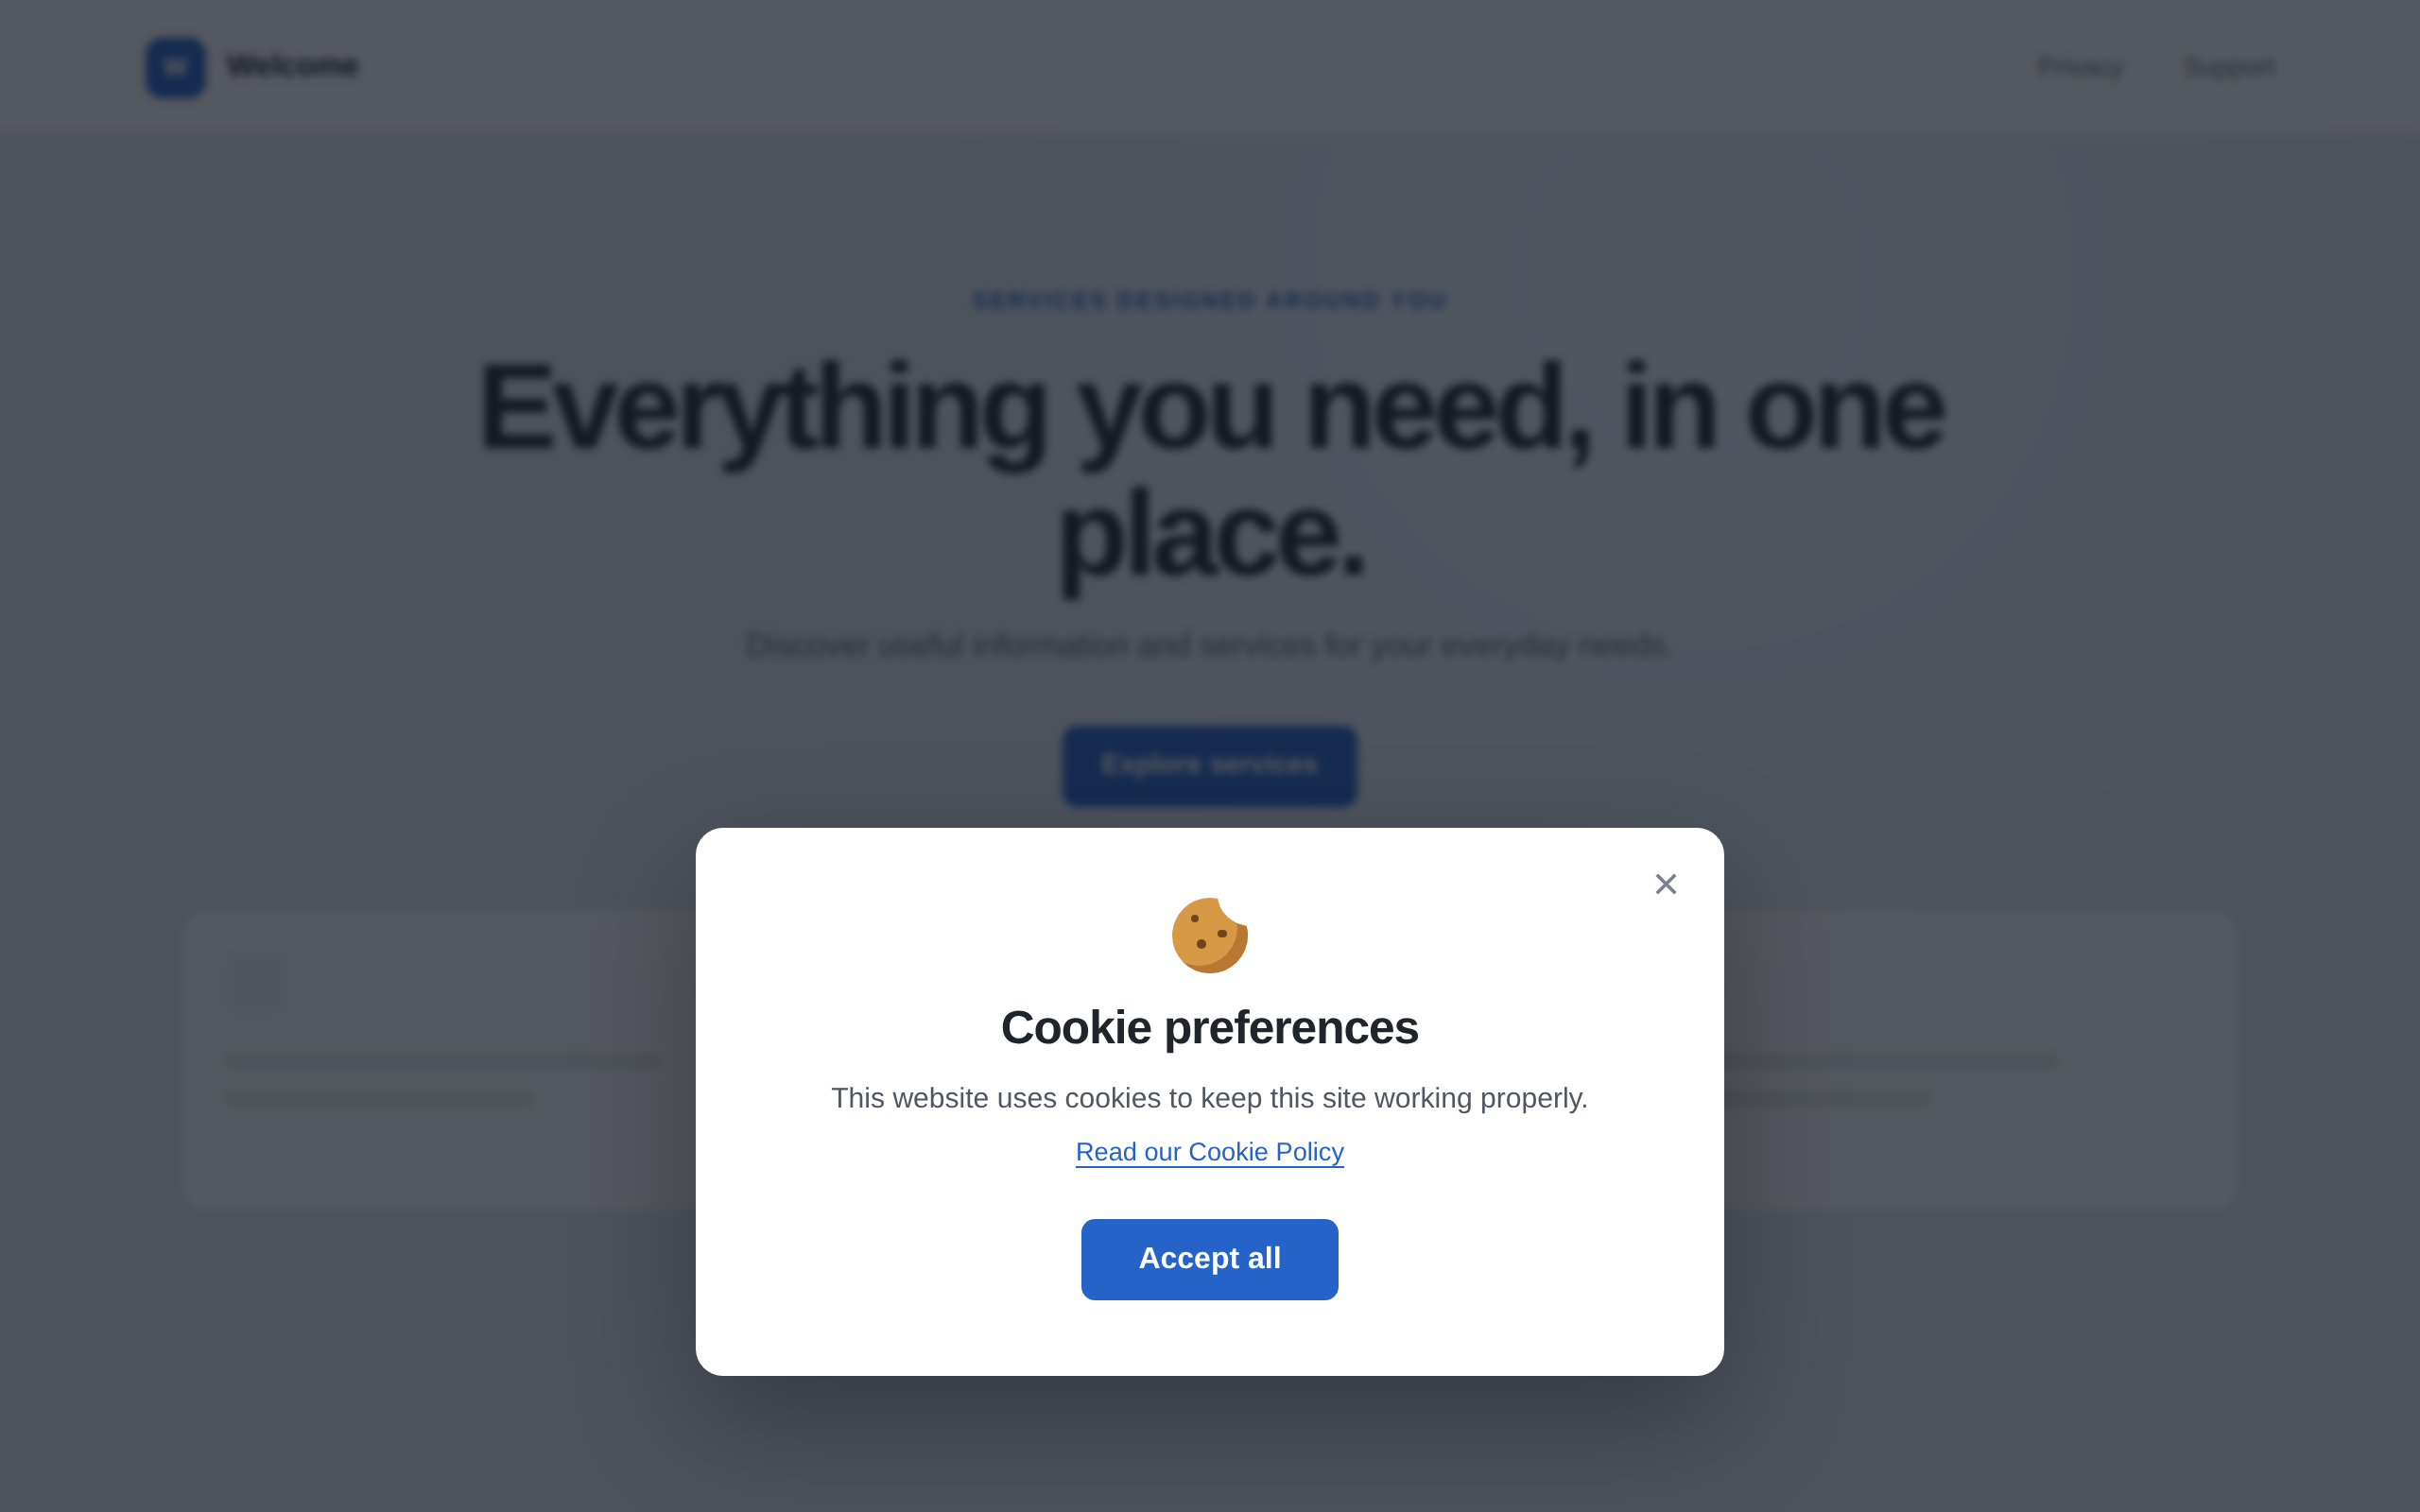 W Welcome
Privacy Support
SERVICES DESIGNED AROUND YOU
Everything you need, in one
place.
Discover useful information and services for your everyday needs.
Explore services
Cookie preferences
This website uses cookies to keep this site working properly.
Read our Cookie Policy
Accept all